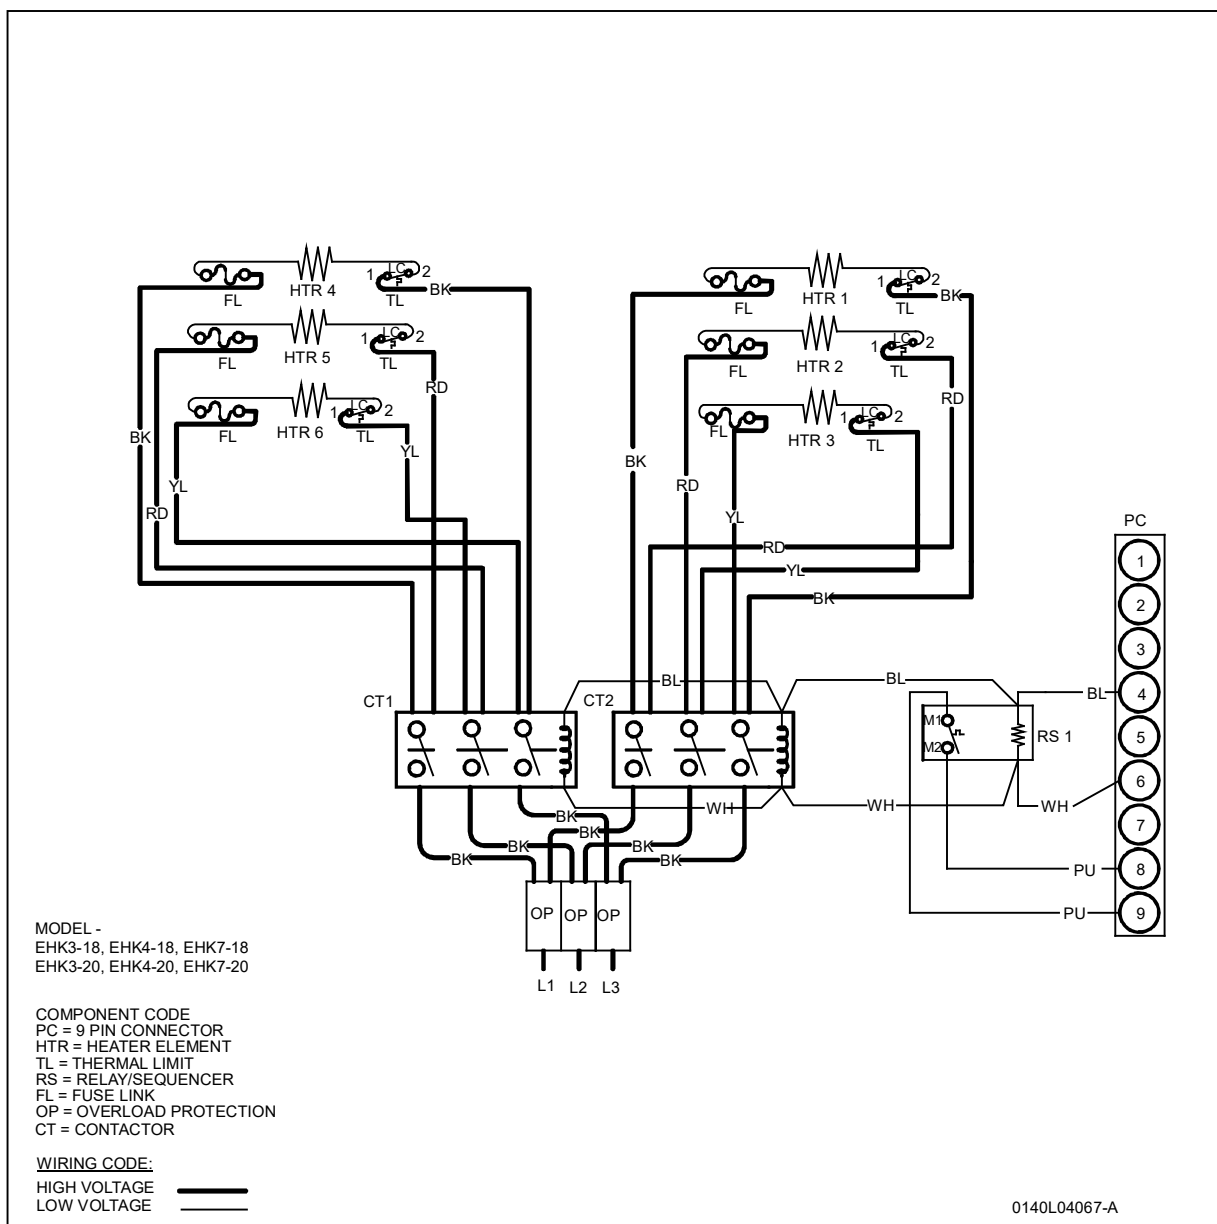 LC
1 2
FL
HTR 4
TL
BK
LC
1 2
FL
HTR 1
TL
BK
LC
1 2
FL
HTR 5
TL
RD
LC
1 2
FL
HTR 2
TL
RD
LC
1 2
FL
HTR 6
TL
YL
LC
1 2
FL
HTR 3
TL
BK
YL
RD
BK
RD
YL
RD
YL
BK
PC
1
2
3
4
5
6
7
8
9
CT1
BL
CT2
BL
BL
M1
M2
RS 1
WH
WH
WH
BK
BK
BK
BK
BK
BK
PU
PU
OP OP OP
L1 L2 L3
MODEL -
EHK3-18, EHK4-18, EHK7-18
EHK3-20, EHK4-20, EHK7-20
COMPONENT CODE
PC = 9 PIN CONNECTOR
HTR = HEATER ELEMENT
TL = THERMAL LIMIT
RS = RELAY/SEQUENCER
FL = FUSE LINK
OP = OVERLOAD PROTECTION
CT = CONTACTOR
WIRING CODE:
HIGH VOLTAGE
LOW VOLTAGE
0140L04067-A